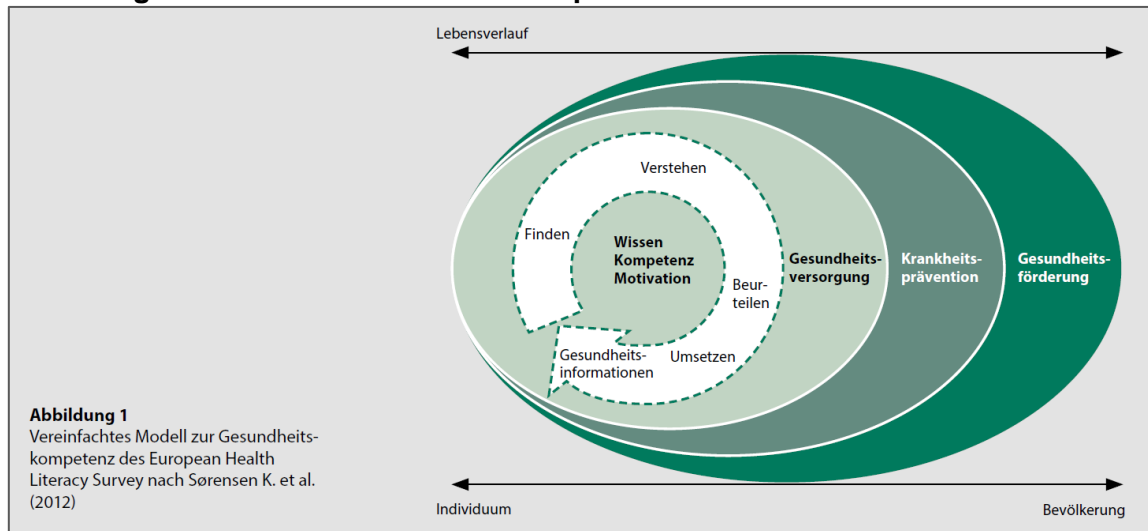 Lebensverlauf
Verstehen
Finden
Wissen
Kompetenz
Motivation
Gesundheits-
versorgung
Krankheits-
prävention
Gesundheits-
förderung
Beur-
teilen
Umsetzen
Gesundheits-
informationen
Abbildung 1
Vereinfachtes Modell zur Gesundheits-
kompetenz des European Health
Literacy Survey nach Sørensen K. et al.
(2012)
Individuum
Bevölkerung